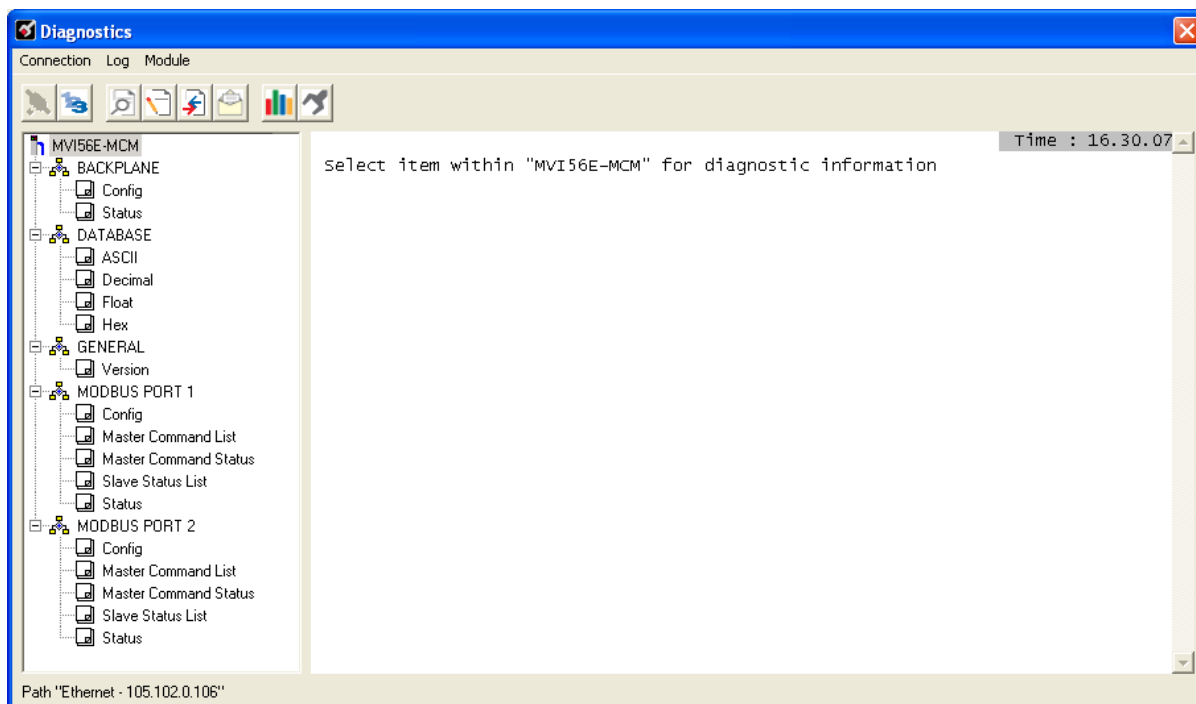 Diagnostics
Connection Log Module
MVI56E-MCM
BACKPLANE
Config
Status
DATABASE
ASCII
Decimal
Float
Hex
GENERAL
Version
MODBUS PORT 1
Config
Master Command List
Master Command Status
Slave Status List
Status
MODBUS PORT 2
Config
Master Command List
Master Command Status
Slave Status List
Status
Time : 16.30.07
Select item within "MVI56E-MCM" for diagnostic information
Path "Ethernet - 105.102.0.106"